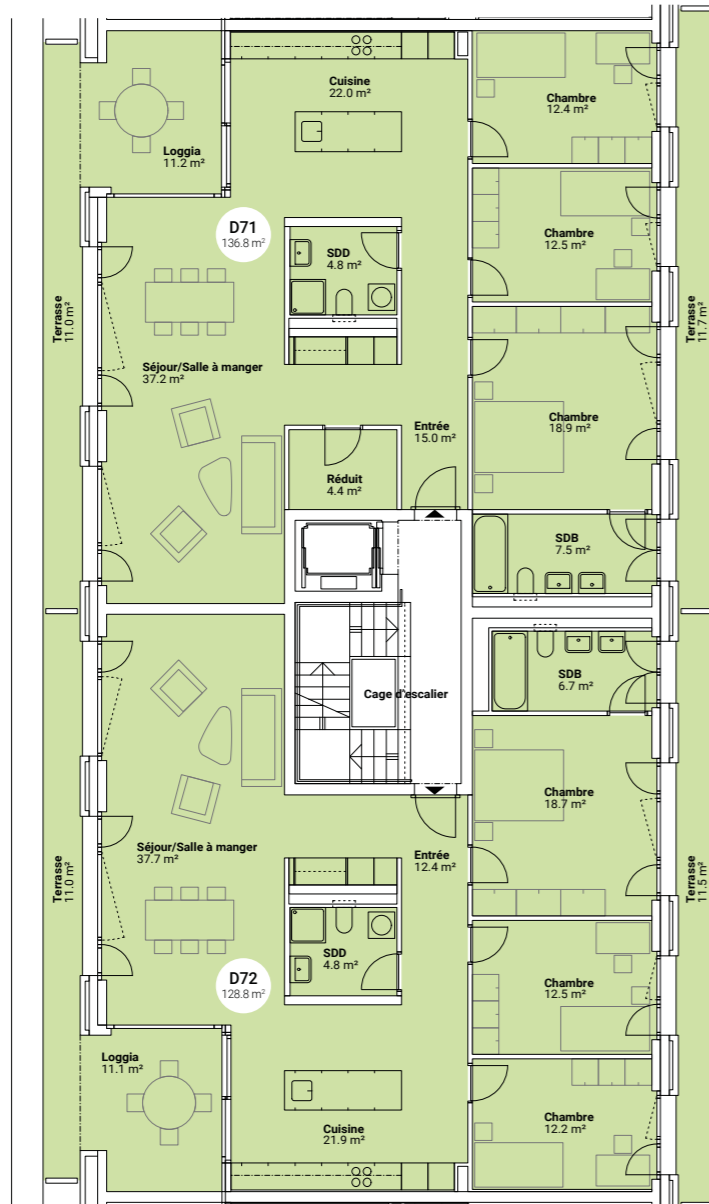 Cuisine
22.0 m²
Chambre
12.4 m²
Loggia
11.2 m²
D71
136.8 m²
SDD
4.8 m²
Chambre
12.5 m²
Terrasse
11.0 m²
Terrasse
11.7 m²
Séjour/Salle à manger
37.2 m²
Chambre
18.9 m²
Entrée
15.0 m²
Réduit
4.4 m²
SDB
7.5 m²
SDB
6.7 m²
Cage d'escalier
Chambre
18.7 m²
Séjour/Salle à manger
37.7 m²
Entrée
12.4 m²
Terrasse
11.0 m²
Terrasse
11.5 m²
SDD
4.8 m²
D72
128.8 m²
Chambre
12.5 m²
Loggia
11.1 m²
Cuisine
21.9 m²
Chambre
12.2 m²